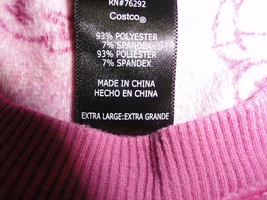 RN#76292
Costco®
93% POLYESTER
7% SPANDEX
93% POLYESTER
7% SPANDEX
MADE IN CHINA
HECHO EN CHINA
EXTRA LARGE:EXTRA GRANDE